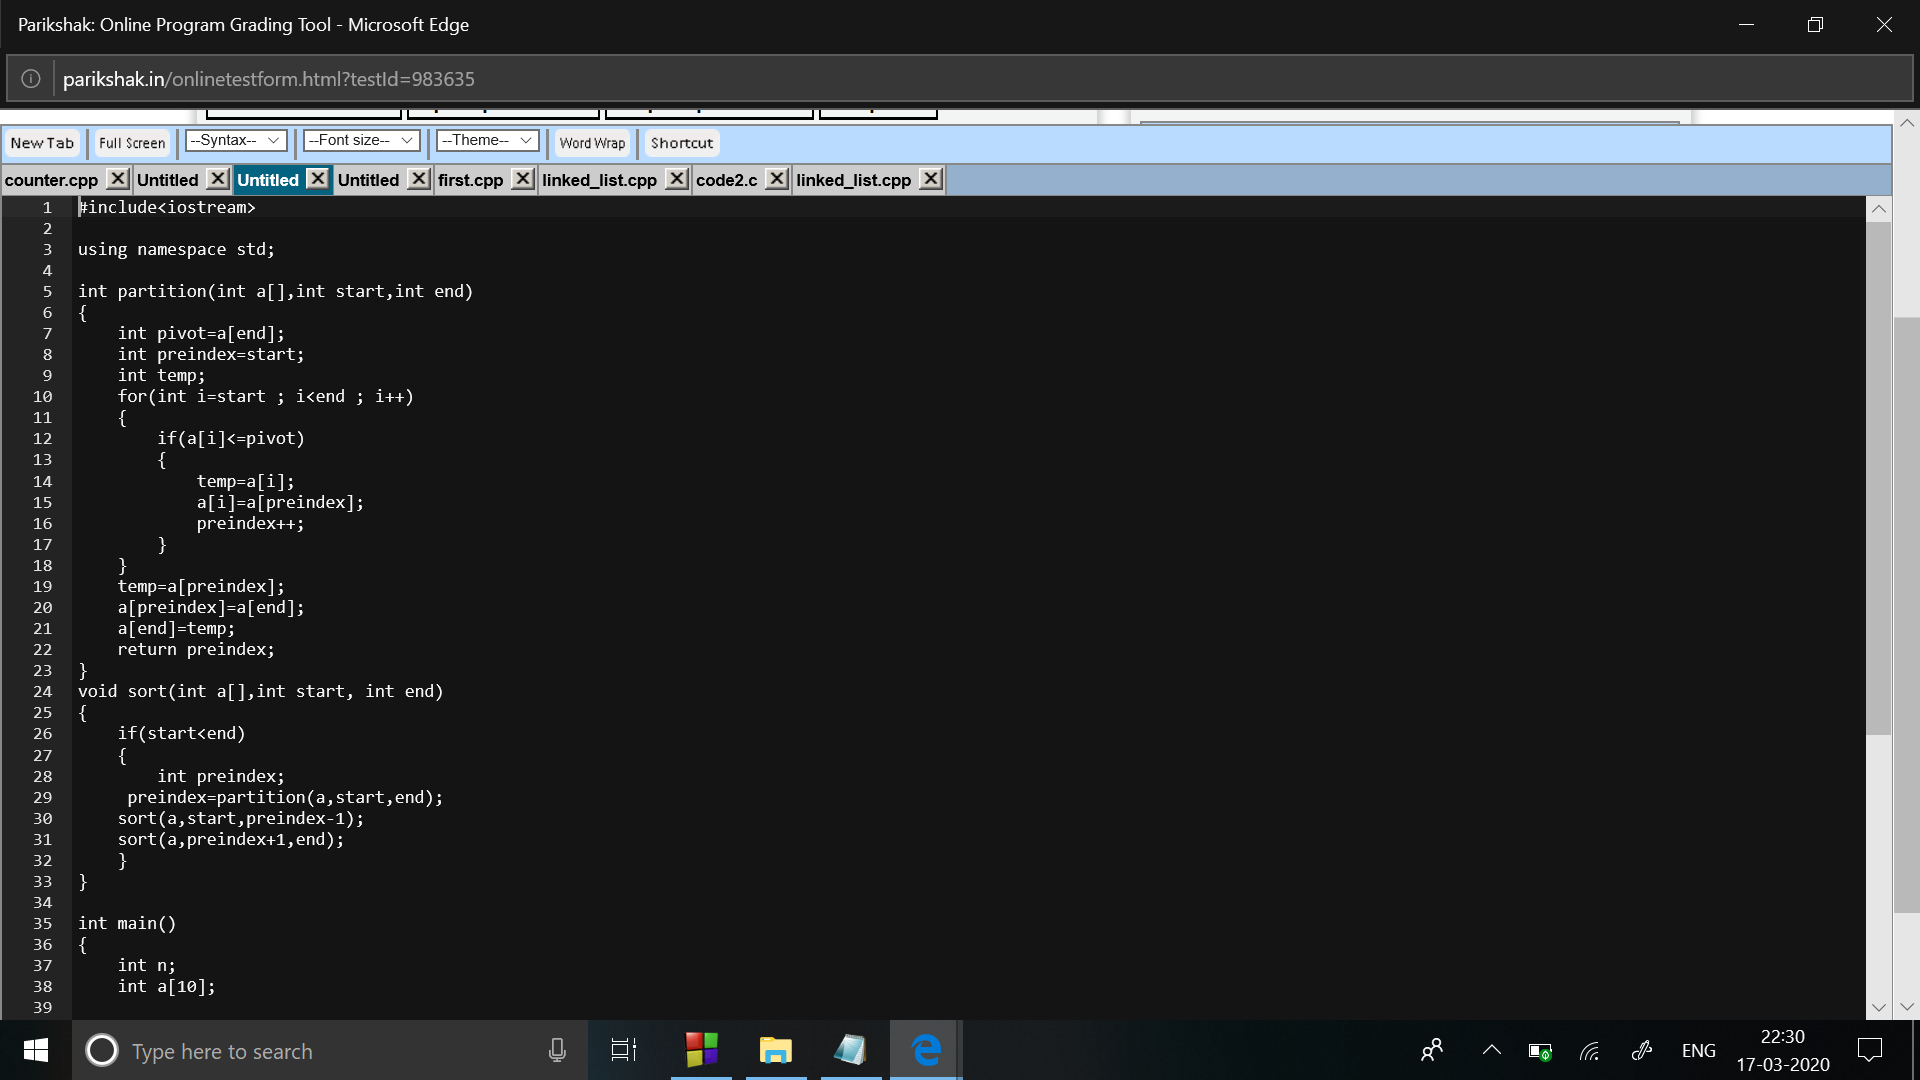 Parikshak: Online Program Grading Tool - Microsoft Edge
parikshak.in/onlinetestform.html?testId=983635
New Tab Full Screen --Syntax-- --Font size-- --Theme-- Word Wrap Shortcut
counter.cpp Untitled Untitled Untitled first.cpp linked_list.cpp code2.c linked_list.cpp
1 #include<iostream>
2
3 using namespace std;
4
5 int partition(int a[],int start,int end)
6 {
7 int pivot=a[end];
8 int preindex=start;
9 int temp;
10 for(int i=start ; i<end ; i++)
11 {
12 if(a[i]<=pivot)
13 {
14 temp=a[i];
15 a[i]=a[preindex];
16 preindex++;
17 }
18 }
19 temp=a[preindex];
20 a[preindex]=a[end];
21 a[end]=temp;
22 return preindex;
23 }
24 void sort(int a[],int start, int end)
25 {
26 if(start<end)
27 {
28 int preindex;
29 preindex=partition(a,start,end);
30 sort(a,start,preindex-1);
31 sort(a,preindex+1,end);
32 }
33 }
34
35 int main()
36 {
37 int n;
38 int a[10];
39
Type here to search
ENG
22:30
17-03-2020